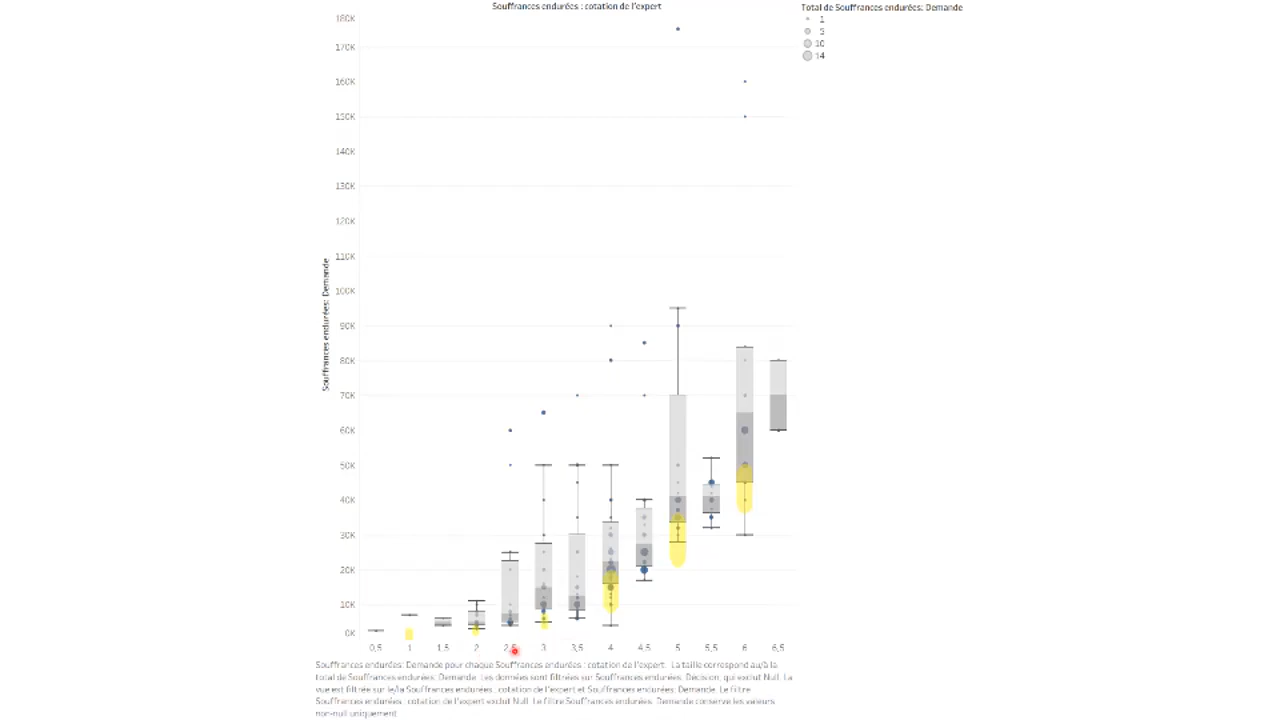 Souffrances endurées : cotation de l'expert
Total de Souffrances endurées: Demande
1
5
10
14
Souffrances endurées: Demande
180K
170K
160K
150K
140K
130K
120K
110K
100K
90K
80K
70K
60K
50K
40K
30K
20K
10K
0K
0,5 1 1,5 2 2,5 3 3,5 4 4,5 5 5,5 6 6,5
Souffrances endurées: Demande pour chaque Souffrances endurées : cotation de l'expert. La taille correspond au/à la
total de Souffrances endurées: Demande. Les données sont filtrées sur Souffrances endurées: Décision, qui exclut Null. La
vue est filtrée sur le/la Souffrances endurées : cotation de l'expert et Souffrances endurées: Demande. Le filtre
Souffrances endurées : cotation de l'expert exclut Null. Le filtre Souffrances endurées: Demande conserve les valeurs
non-null uniquement.